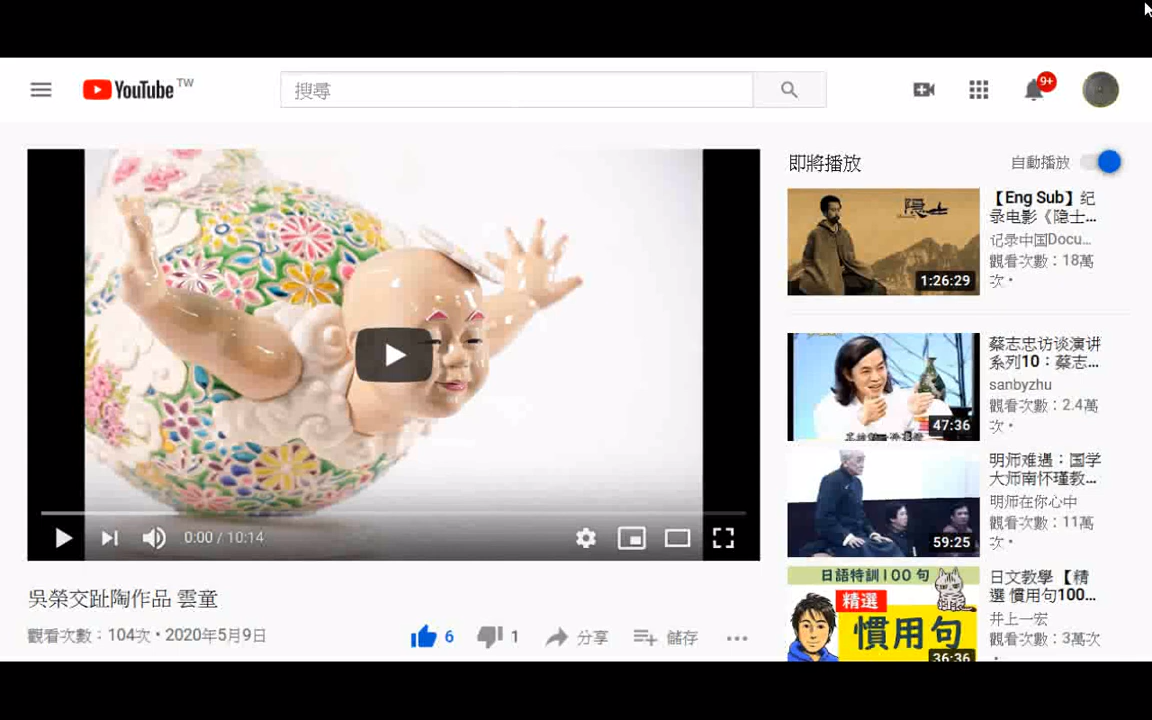 YouTube TW
搜尋
9+
即將播放
自動播放
隱士
1:26:29
【Eng Sub】纪
录电影《隐士...
记录中国Docu...
觀看次數：18萬
次・
47:36
蔡志忠访谈演讲
系列10：蔡志...
sanbyzhu
觀看次數：2.4萬
次・
59:25
明师难遇：国学
大师南怀瑾教...
明师在你心中
觀看次數：11萬
次・
日語特訓100 句
精選
慣用句
36:36
日文教學【精
選 慣用句100...
井上一宏
觀看次數：3萬次
0:00 / 10:14
吳榮交趾陶作品 雲童
觀看次數：104次・2020年5月9日
6
1
分享
儲存